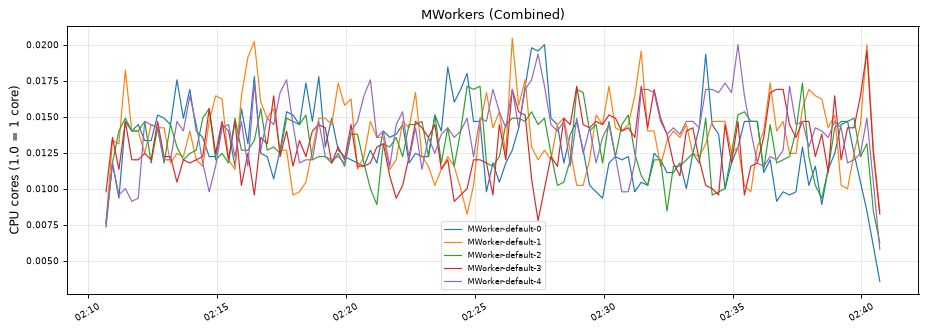 MWorkers (Combined)
CPU cores (1.0 = 1 core)
0.0200
0.0175
0.0150
0.0125
0.0100
0.0075
0.0050
MWorker-default-0
MWorker-default-1
MWorker-default-2
MWorker-default-3
MWorker-default-4
02:10
02:15
02:20
02:25
02:30
02:35
02:40